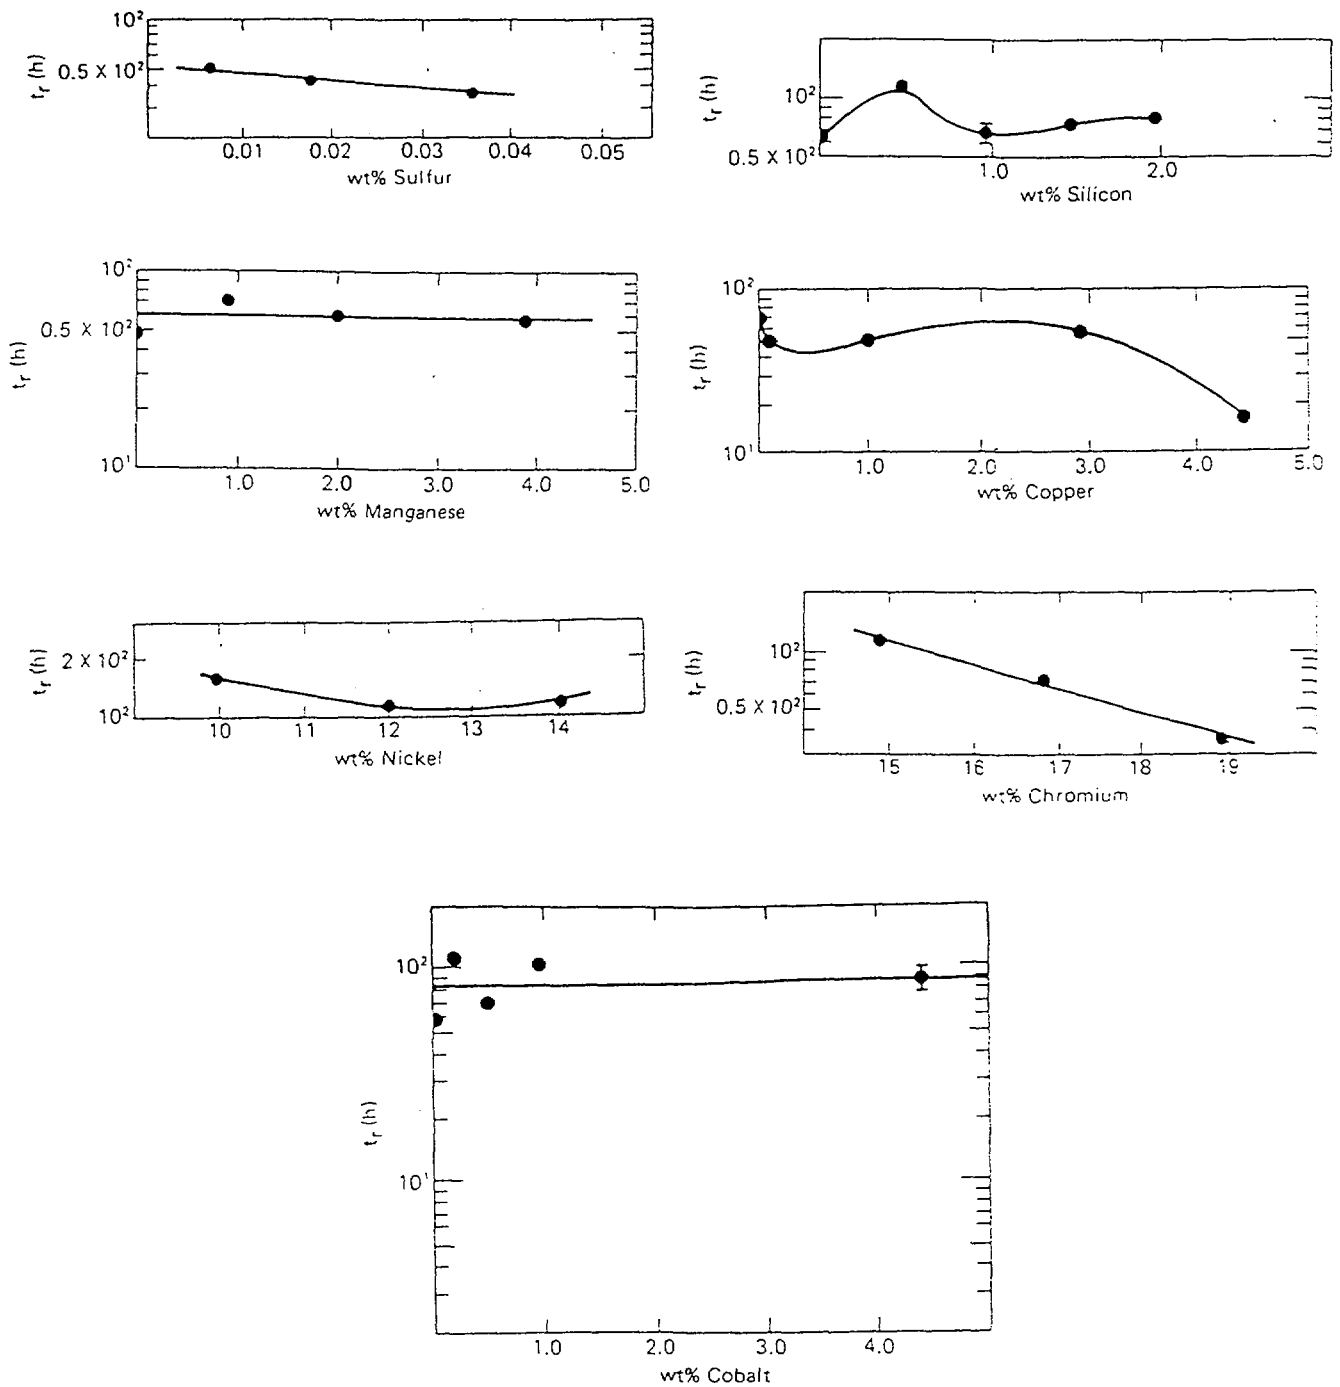 10²
0.5 X 10²
t_r (h)
0.01 0.02 0.03 0.04 0.05
wt% Sulfur
10²
0.5 X 10²
t_r (h)
1.0 2.0
wt% Silicon
10²
0.5 X 10²
10¹
t_r (h)
1.0 2.0 3.0 4.0 5.0
wt% Manganese
10²
10¹
t_r (h)
1.0 2.0 3.0 4.0 5.0
wt% Copper
2 X 10²
10²
t_r (h)
10 11 12 13 14
wt% Nickel
10²
0.5 X 10²
t_r (h)
15 16 17 18 19
wt% Chromium
10²
10¹
t_r (h)
1.0 2.0 3.0 4.0
wt% Cobalt